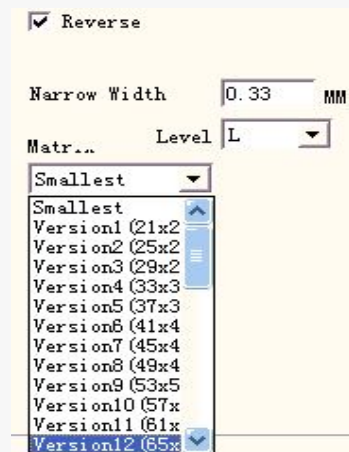 Reverse
Narrow Width 0.33 MM
Level L
Matr...
Smallest
Smallest
Version1 (21x2
Version2 (25x2
Version3 (29x2
Version4 (33x3
Version5 (37x3
Version6 (41x4
Version7 (45x4
Version8 (49x4
Version9 (53x5
Version10 (57x
Version11 (61x
Version12 (65x